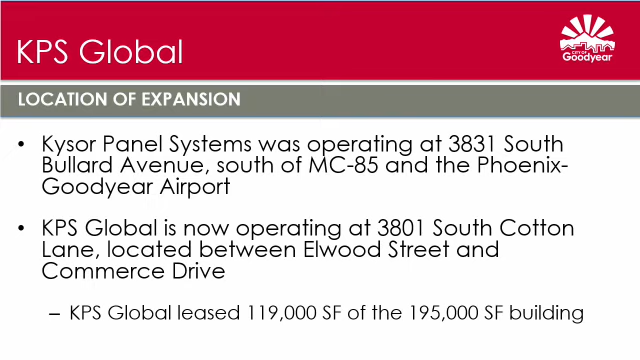 KPS Global
CITY OF
Goodyear
LOCATION OF EXPANSION
• Kysor Panel Systems was operating at 3831 South
Bullard Avenue, south of MC-85 and the Phoenix-
Goodyear Airport
• KPS Global is now operating at 3801 South Cotton
Lane, located between Elwood Street and
Commerce Drive
– KPS Global leased 119,000 SF of the 195,000 SF building